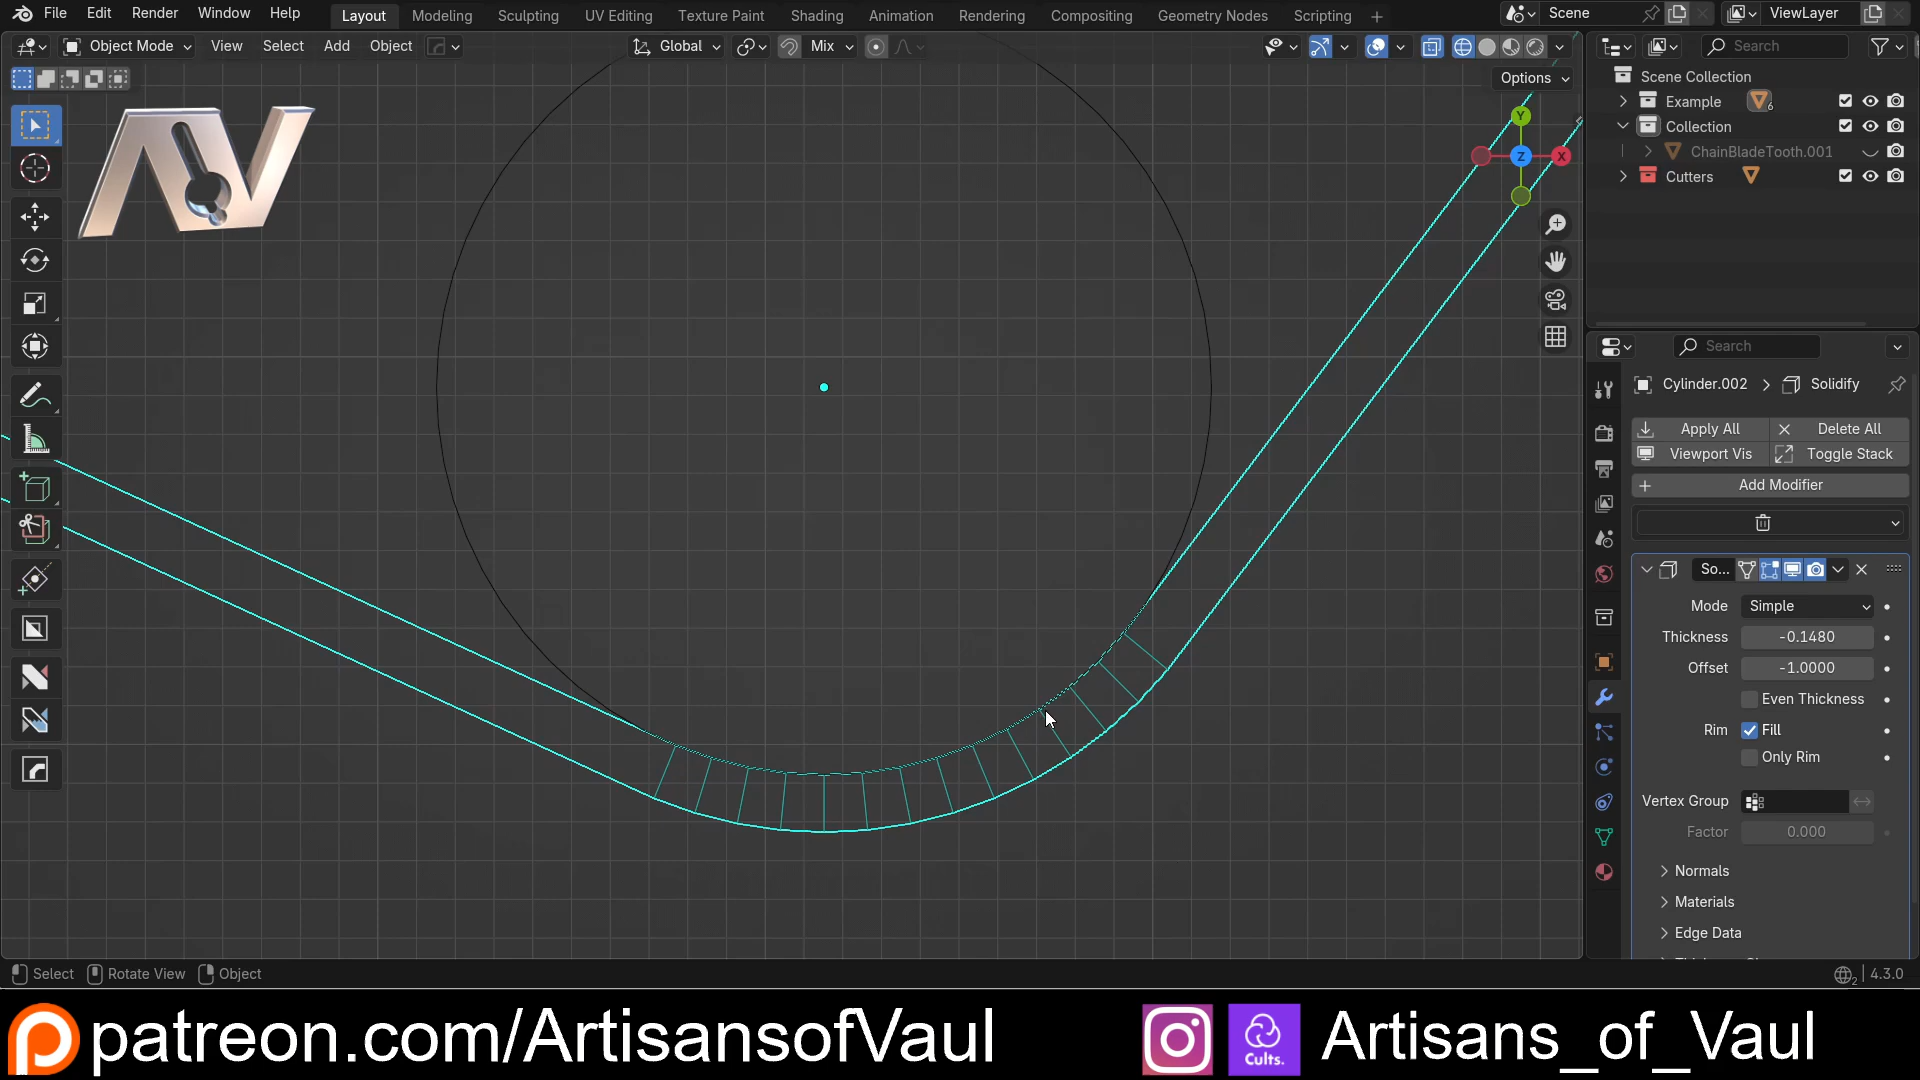 File Edit Render Window Help Layout Modeling Sculpting UV Editing Texture Paint Shading Animation Rendering Compositing Geometry Nodes Scripting Scene ViewLayer
Object Mode View Select Add Object Global Mix Search
Options
Scene Collection
Example 6
Collection
ChainBladeTooth.001
Cutters
Y
Z X
AV
Search
Cylinder.002 > Solidify
Apply All Delete All
Viewport Vis Toggle Stack
Add Modifier
So...
Mode Simple
Thickness -0.1480
Offset -1.0000
Even Thickness
Rim Fill
Only Rim
Vertex Group
Factor 0.000
Normals
Materials
Edge Data
Select Rotate View Object 2 4.3.0
patreon.com/ArtisansofVaul Cults. Artisans_of_Vaul